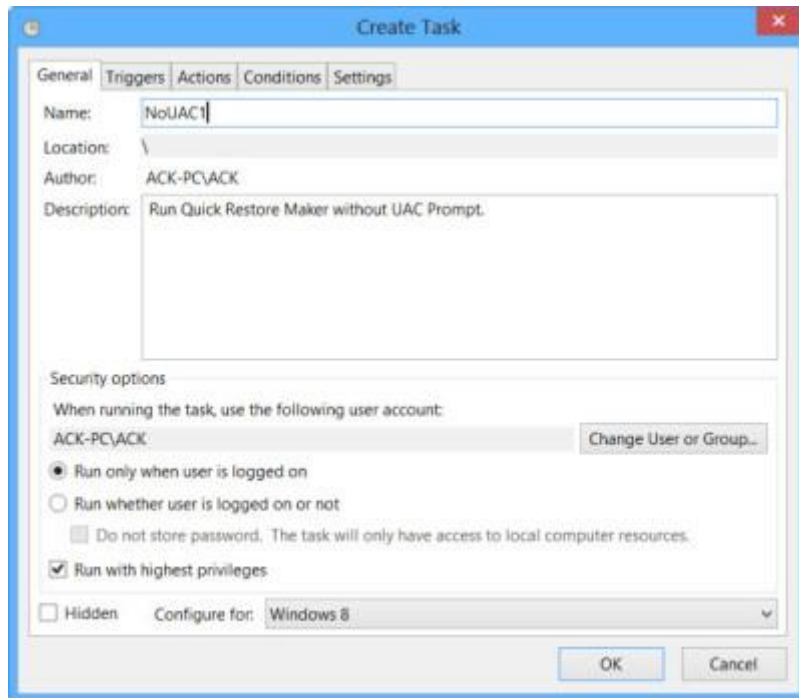 Create Task
General Triggers Actions Conditions Settings
Name: NoUAC1
Location: \
Author: ACK-PC\ACK
Description: Run Quick Restore Maker without UAC Prompt.
Security options
When running the task, use the following user account:
ACK-PC\ACK Change User or Group...
Run only when user is logged on
Run whether user is logged on or not
Do not store password. The task will only have access to local computer resources.
Run with highest privileges
Hidden Configure for: Windows 8
OK Cancel